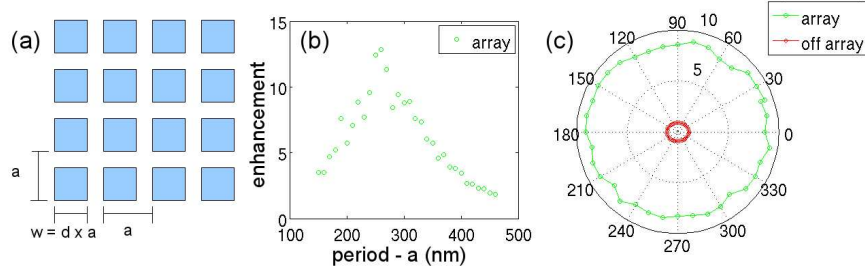 (a)
a
w = d x a
a
(b)
enhancement
15
10
5
0
100
200
300
400
500
period - a (nm)
array
(c)
array
off array
90
10
60
120
5
30
150
180
0
210
330
240
300
270